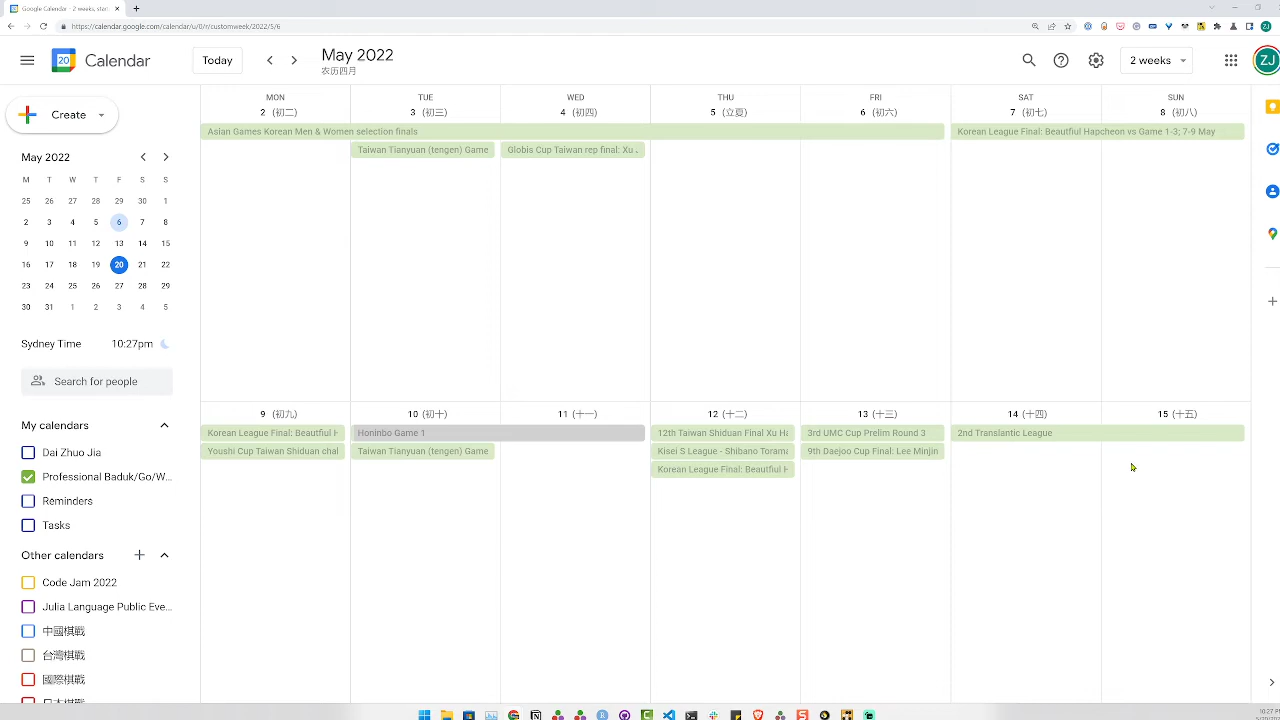 Google Calendar - 2 weeks, start
https://calendar.google.com/calendar/u/0/r/customweek/2022/5/6
20
Calendar
Today
May 2022
农历四月
2 weeks
ZJ
Create
May 2022
M T W T F S S
25 26 27 28 29 30 1
2 3 4 5 6 7 8
9 10 11 12 13 14 15
16 17 18 19 20 21 22
23 24 25 26 27 28 29
30 31 1 2 3 4 5
Sydney Time 10:27pm
Search for people
My calendars
Dai Zhuo Jia
Professional Baduk/Go/W...
Reminders
Tasks
Other calendars
Code Jam 2022
Julia Language Public Eve...
中國棋戰
台灣棋戰
國際棋戰
MON TUE WED THU FRI SAT SUN
2 (初二) 3 (初三) 4 (初四) 5 (立夏) 6 (初六) 7 (初七) 8 (初八)
Asian Games Korean Men & Women selection finals
Korean League Final: Beautfiul Hapcheon vs Game 1-3; 7-9 May
Taiwan Tianyuan (tengen) Game
Globis Cup Taiwan rep final: Xu
9 (初九) 10 (初十) 11 (十一) 12 (十二) 13 (十三) 14 (十四) 15 (十五)
Korean League Final: Beautfiul H
Honinbo Game 1
12th Taiwan Shiduan Final Xu Ha
3rd UMC Cup Prelim Round 3
2nd Translantic League
Youshi Cup Taiwan Shiduan chal
Taiwan Tianyuan (tengen) Game
Kisei S League - Shibano Torama
9th Daejoo Cup Final: Lee Minjin
Korean League Final: Beautfiul H
10:27 P